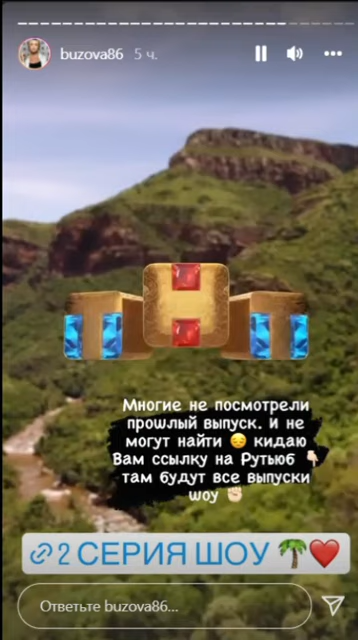 buzova86 5 ч.
Многие не посмотрели
прошлый выпуск. И не
могут найти 😔 кидаю
Вам ссылку на Рутьюб 👇🏻
там будут все выпуски
шоу ✌🏻
2 СЕРИЯ ШОУ 🌴❤️
Ответьте buzova86...